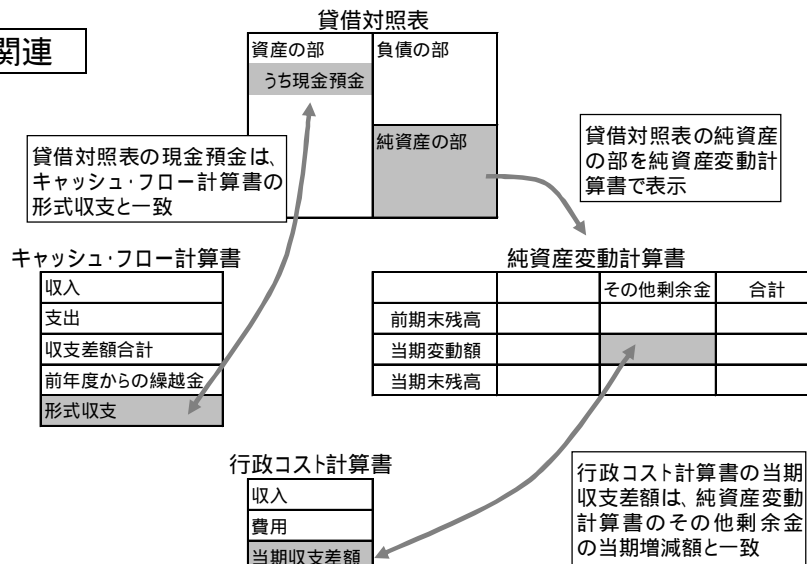 関連
貸借対照表
資産の部
負債の部
うち現金預金
純資産の部
貸借対照表の現金預金は、
キャッシュ・フロー計算書の
形式収支と一致
貸借対照表の純資産
の部を純資産変動計
算書で表示
キャッシュ・フロー計算書
収入
支出
収支差額合計
前年度からの繰越金
形式収支
純資産変動計算書
その他剰余金 合計
前期末残高
当期変動額
当期末残高
行政コスト計算書
収入
費用
当期収支差額
行政コスト計算書の当期
収支差額は、純資産変動
計算書のその他剰余金
の当期増減額と一致